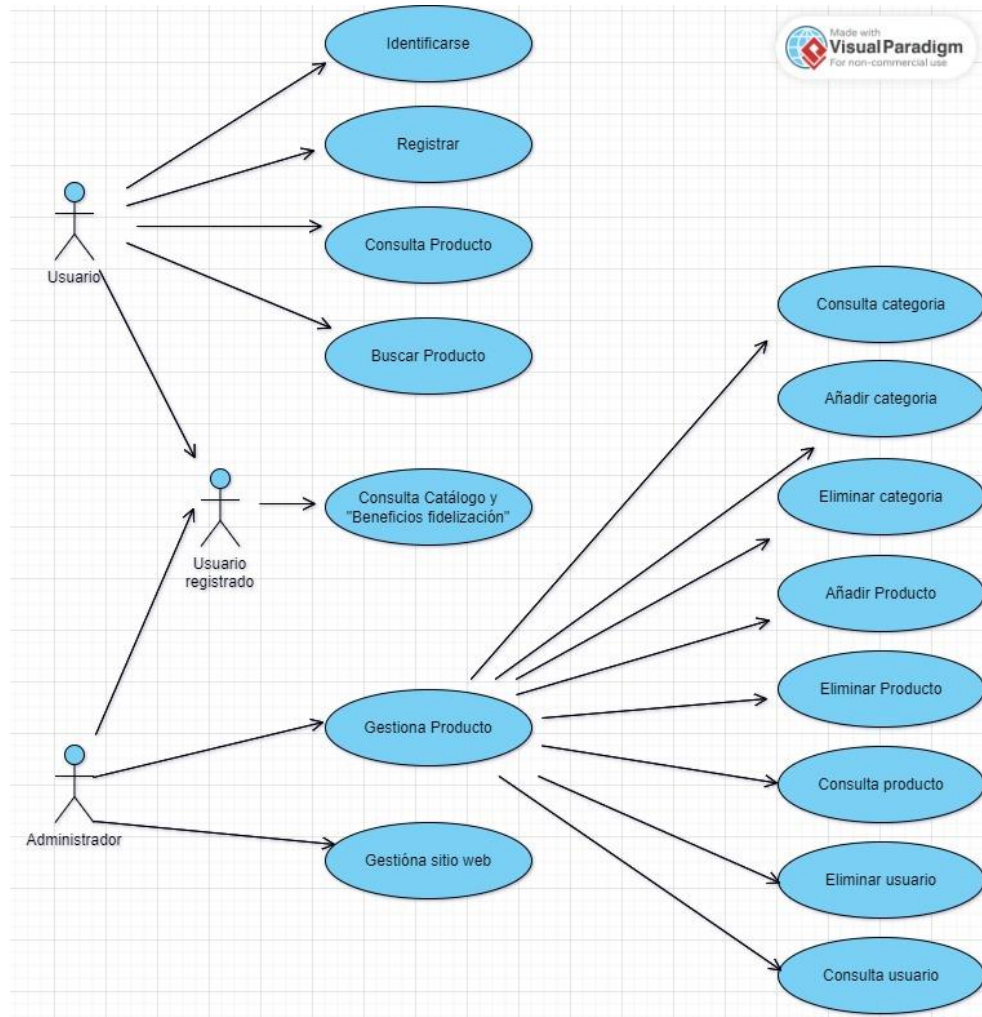 Identificarse
Made with
Visual Paradigm
For non-commercial use
Registrar
Consulta Producto
Usuario
Buscar Producto
Consulta categoria
Añadir categoria
Eliminar categoria
Consulta Catálogo y
"Beneficios fidelización"
Usuario
registrado
Añadir Producto
Eliminar Producto
Gestiona Producto
Consulta producto
Administrador
Gestióna sitio web
Eliminar usuario
Consulta usuario